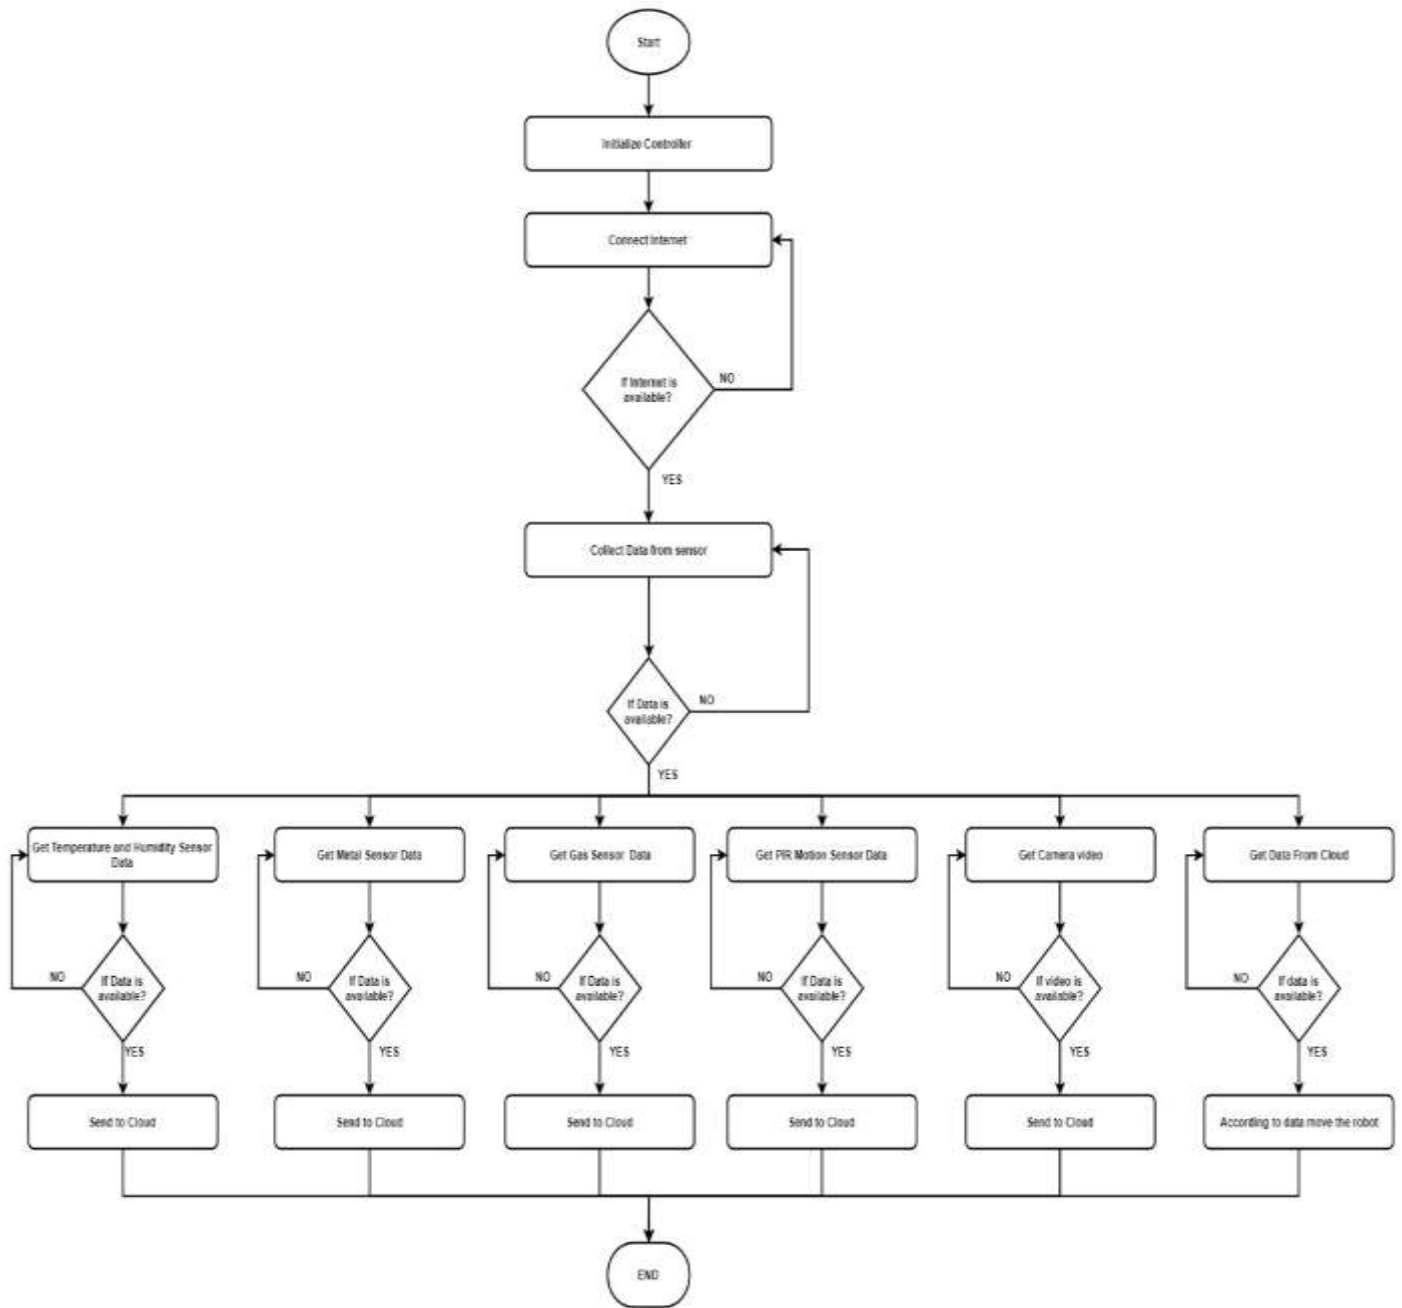 Start
Initialize Controller
Connect Internet
If Internet is
available?
NO
YES
Collect Data from sensor
If Data is
available?
NO
YES
Get Temperature and Humidity Sensor
Data
Get Metal Sensor Data
Get Gas Sensor Data
Get PIR Motion Sensor Data
Get Camera video
Get Data From Cloud
NO
If Data is
available?
YES
NO
If Data is
available?
YES
NO
If Data is
available?
YES
NO
If Data is
available?
YES
NO
If video is
available?
YES
NO
If data is
available?
YES
Send to Cloud
Send to Cloud
Send to Cloud
Send to Cloud
Send to Cloud
According to data move the robot
END